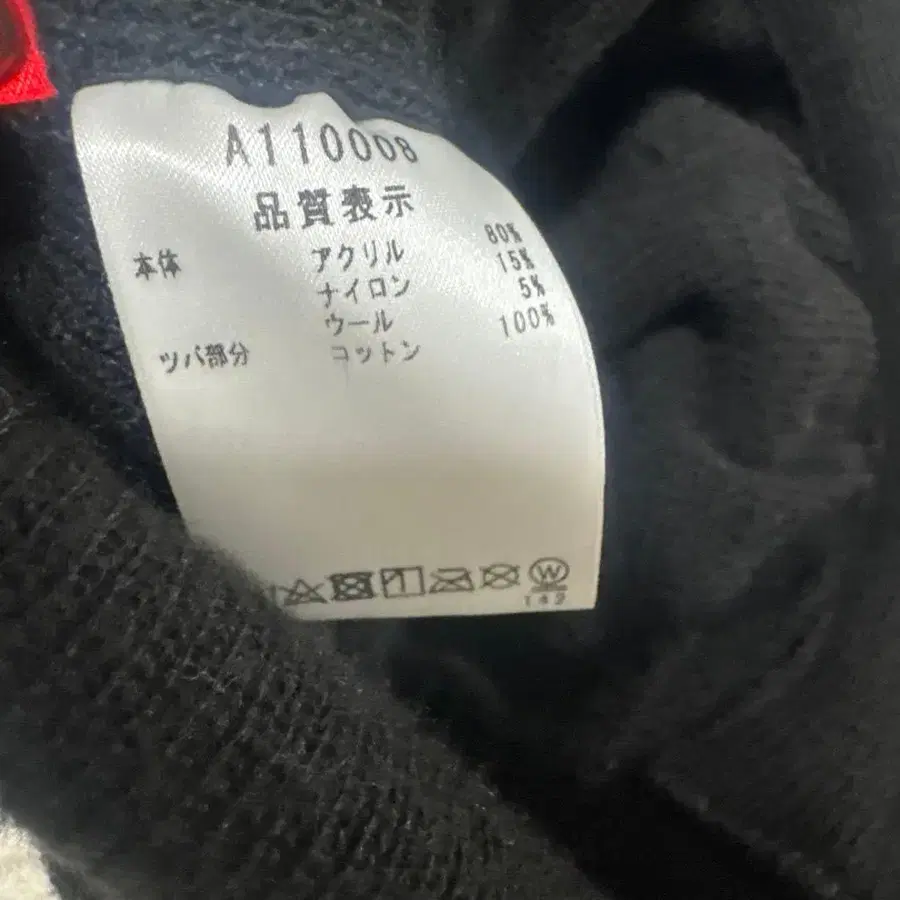 A110008
品質表示
本体 アクリル 80%
ナイロン 15%
ウール 5%
ツバ部分 コットン 100%
W
142